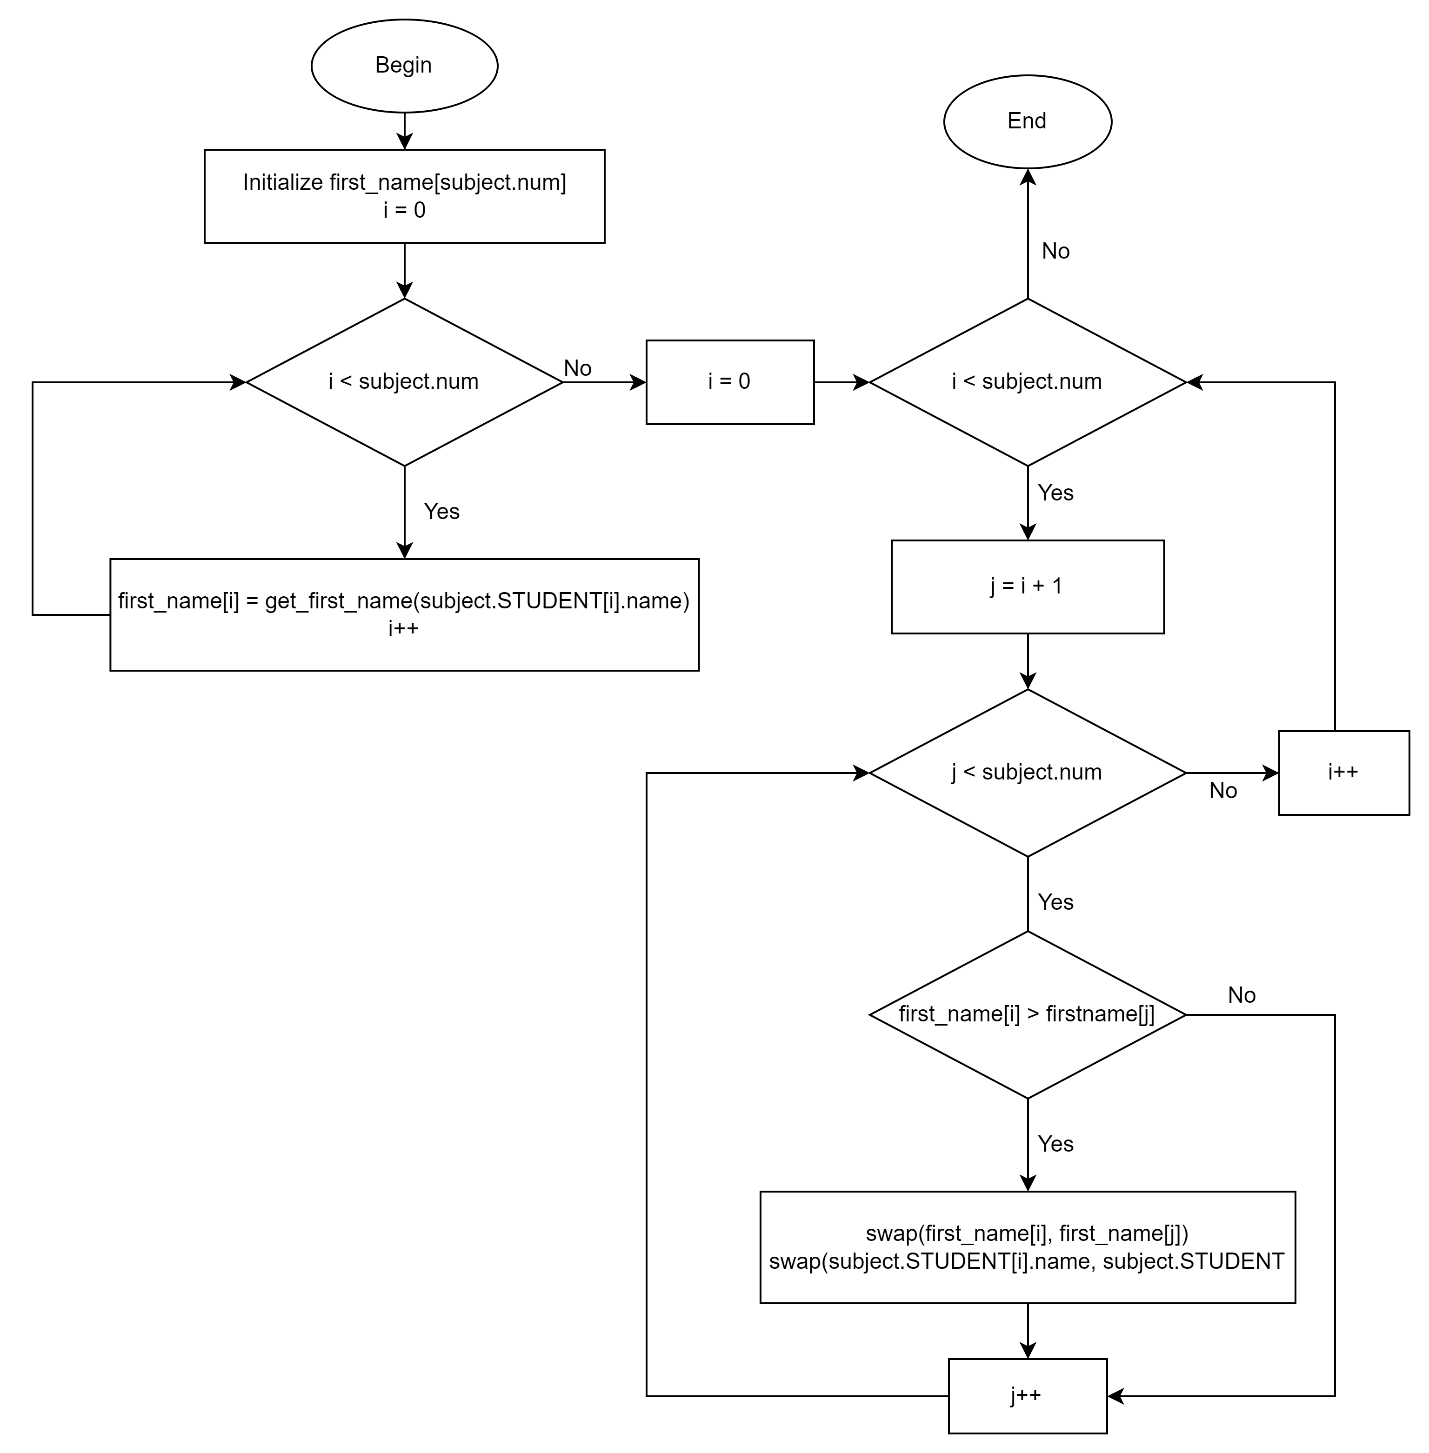 Begin
Initialize first_name[subject.num]
i = 0
i < subject.num
No
Yes
first_name[i] = get_first_name(subject.STUDENT[i].name)
i++
i = 0
End
No
i < subject.num
Yes
j = i + 1
j < subject.num
No
i++
Yes
first_name[i] > firstname[j]
No
Yes
swap(first_name[i], first_name[j])
swap(subject.STUDENT[i].name, subject.STUDENT
j++